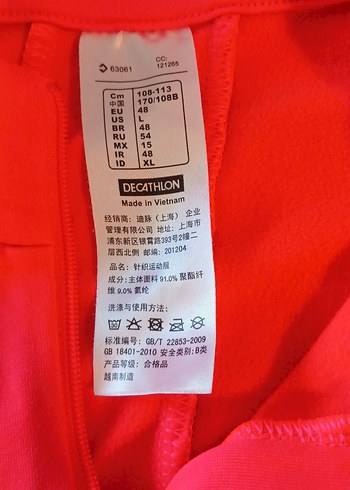 63061
CC:
121265
Cm 108-113
中国 170/108B
EU 48
US L
BR 48
RU 54
MX 15
IR 48
ID XL
DECATHLON
Made in Vietnam
经销商: 迪脉（上海）企业
管理有限公司 地址: 上海市
浦东新区银霄路393号2幢二
层西北侧 邮编: 201204
品名: 针织运动服
成分: 主体面料 91.0% 聚酯纤
维 9.0% 氨纶
洗涤与使用方法:
标准编号: GB/T 22853-2009
GB 18401-2010 安全类别:B类
产品等级: 合格品
越南制造